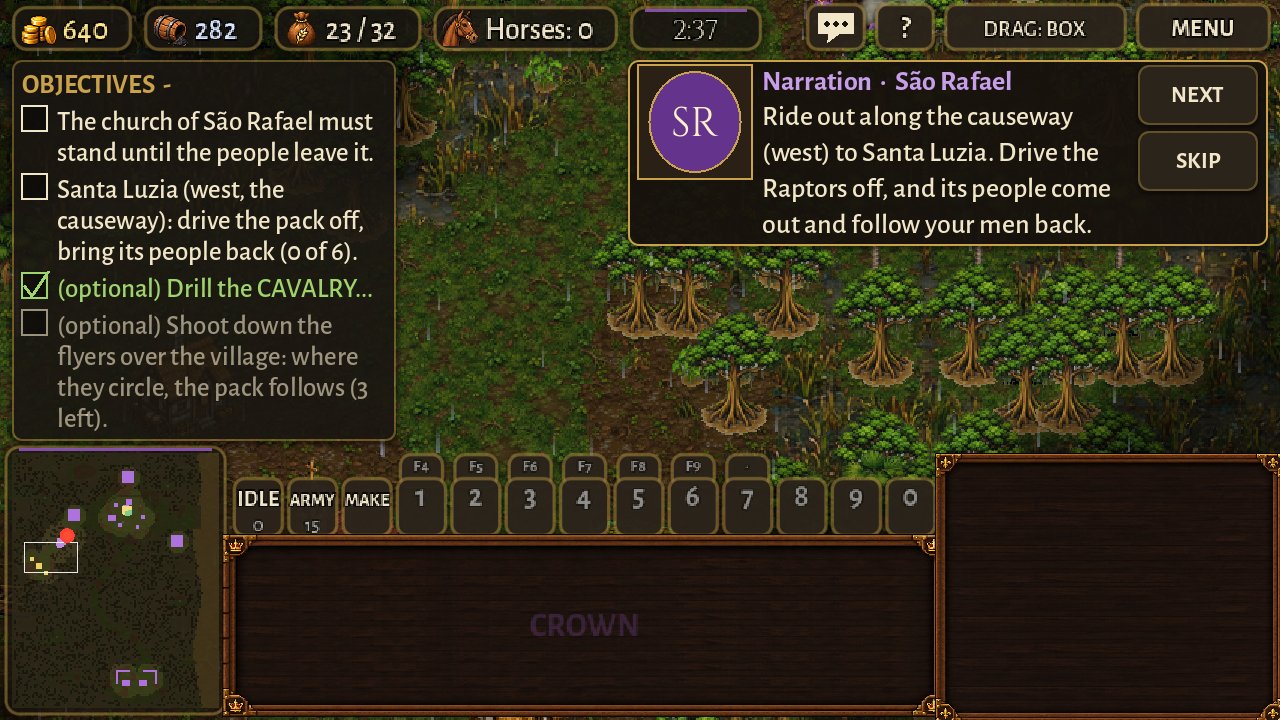 640
282
23 / 32
Horses: 0
2:37
?
DRAG: BOX
MENU
OBJECTIVES -
The church of São Rafael must
stand until the people leave it.
Santa Luzia (west, the
causeway): drive the pack off,
bring its people back (0 of 6).
(optional) Drill the CAVALRY...
(optional) Shoot down the
flyers over the village: where
they circle, the pack follows (3
left).
SR
Narration · São Rafael
Ride out along the causeway
(west) to Santa Luzia. Drive the
Raptors off, and its people come
out and follow your men back.
NEXT
SKIP
F4 F5 F6 F7 F8 F9 ·
IDLE ARMY MAKE 1 2 3 4 5 6 7 8 9 0
0 15
CROWN